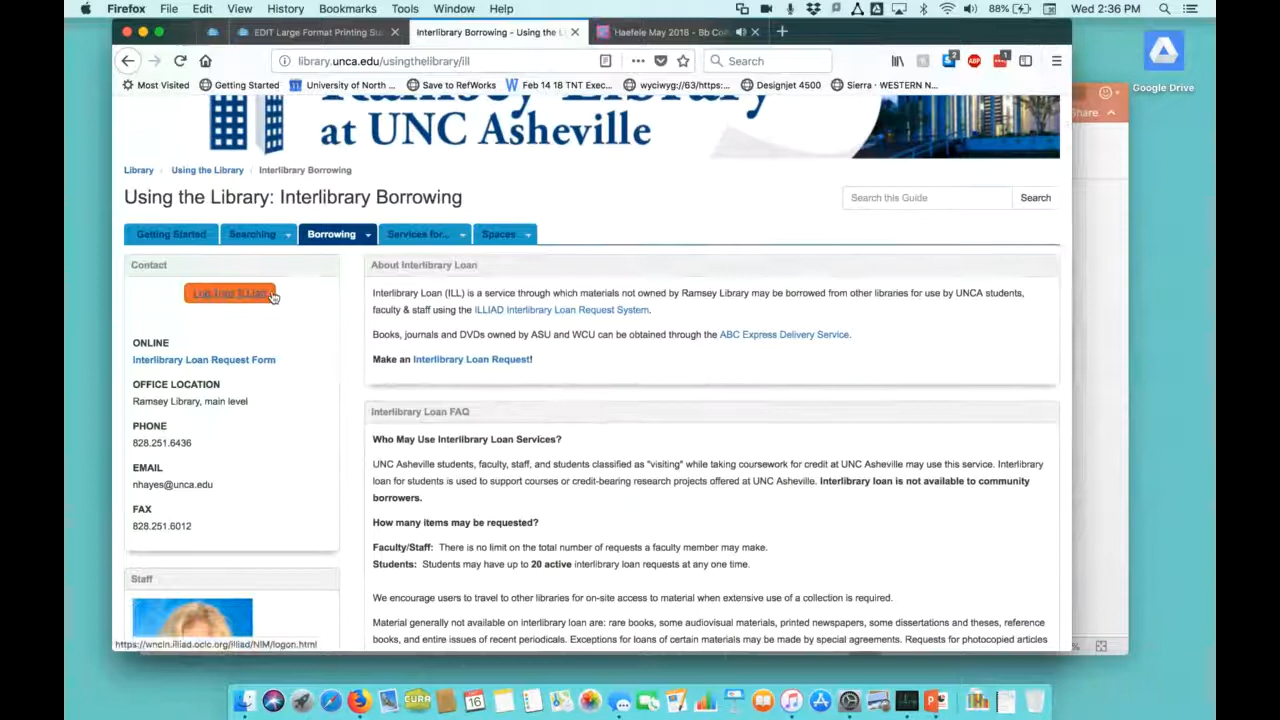 Firefox File Edit View History Bookmarks Tools Window Help 88% Wed 2:36 PM
EDIT Large Format Printing Su Interlibrary Borrowing - Using the L Haefele May 2018 - Bb Co
library.unca.edu/usingthelibrary/ill Search 2 ABP 1
Most Visited Getting Started University of North... Save to RefWorks Feb 14 18 TNT Exec... wyciwyg://63/https:... Designjet 4500 Sierra · WESTERN N...
Google Drive
Share
Ramsey Library
at UNC Asheville
Library / Using the Library / Interlibrary Borrowing
Using the Library: Interlibrary Borrowing
Search this Guide Search
Getting Started Searching Borrowing Services for... Spaces
Contact
ONLINE
Interlibrary Loan Request Form
OFFICE LOCATION
Ramsey Library, main level
PHONE
828.251.6436
EMAIL
nhayes@unca.edu
FAX
828.251.6012
Staff
About Interlibrary Loan
Interlibrary Loan (ILL) is a service through which materials not owned by Ramsey Library may be borrowed from other libraries for use by UNCA students,
faculty & staff using the ILLIAD Interlibrary Loan Request System.
Books, journals and DVDs owned by ASU and WCU can be obtained through the ABC Express Delivery Service.
Make an Interlibrary Loan Request!
Interlibrary Loan FAQ
Who May Use Interlibrary Loan Services?
UNC Asheville students, faculty, staff, and students classified as "visiting" while taking coursework for credit at UNC Asheville may use this service. Interlibrary
loan for students is used to support courses or credit-bearing research projects offered at UNC Asheville. Interlibrary loan is not available to community
borrowers.
How many items may be requested?
Faculty/Staff: There is no limit on the total number of requests a faculty member may make.
Students: Students may have up to 20 active interlibrary loan requests at any one time.
We encourage users to travel to other libraries for on-site access to material when extensive use of a collection is required.
Material generally not available on interlibrary loan are: rare books, some audiovisual materials, printed newspapers, some dissertations and theses, reference
books, and entire issues of recent periodicals. Exceptions for loans of certain materials may be made by special agreements. Requests for photocopied articles
https://wncln.illiad.oclc.org/illiad/NIM/logon.html
CURA 16